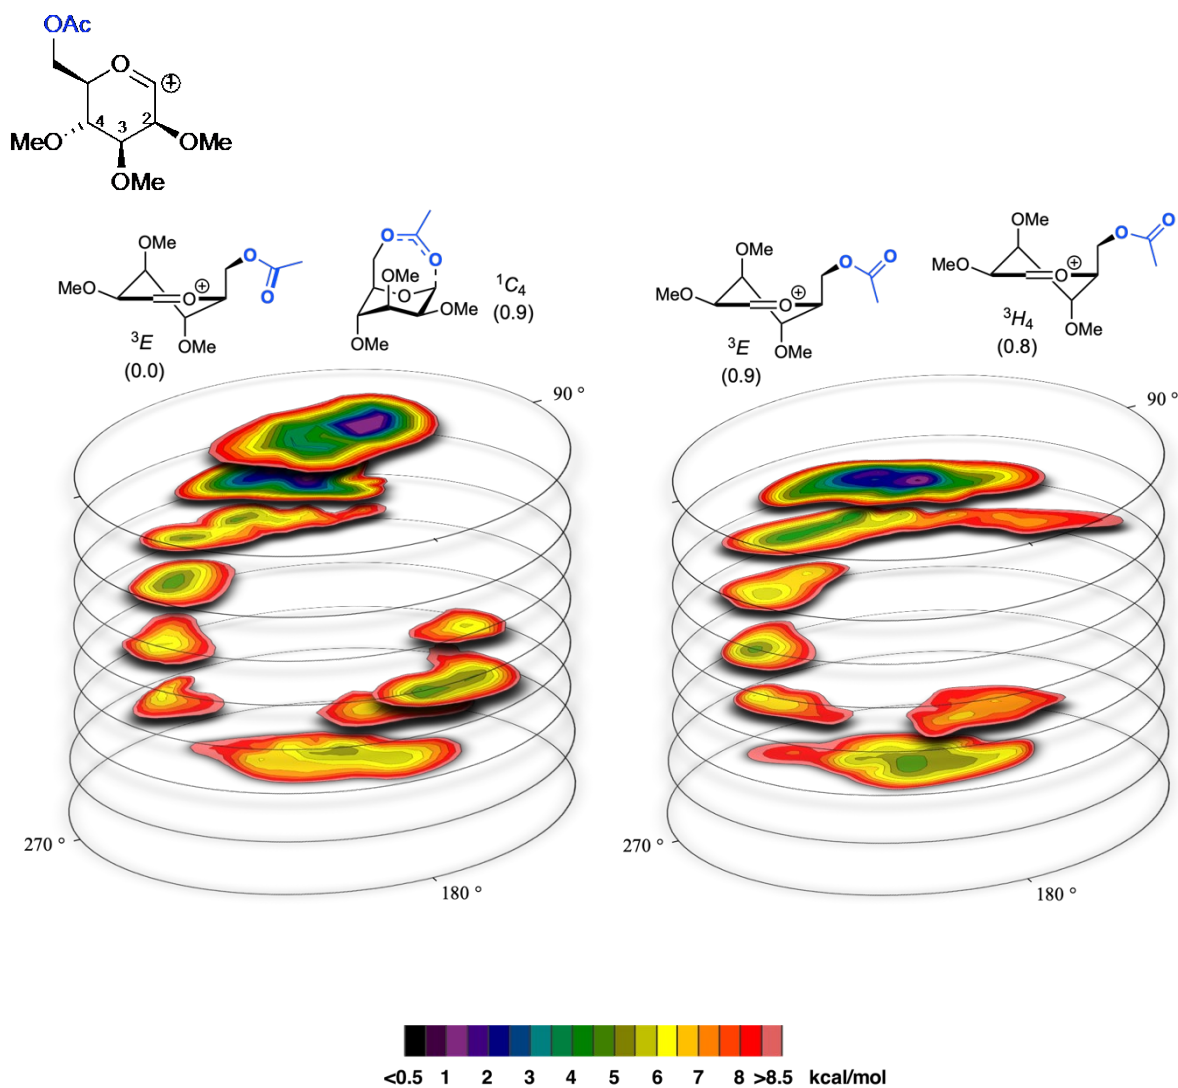 OAc
O
+
4
2
3
MeO
OMe
OMe
OMe
MeO
O
O
O
+
OMe
3E
(0.0)
O
O
OMe
O
OMe
OMe
1C4
(0.9)
OMe
MeO
O
O
O
+
OMe
3E
(0.9)
OMe
MeO
O
O
O
+
OMe
3H4
(0.8)
90 °
270 °
180 °
90 °
270 °
180 °
<0.5 1 2 3 4 5 6 7 8 >8.5 kcal/mol